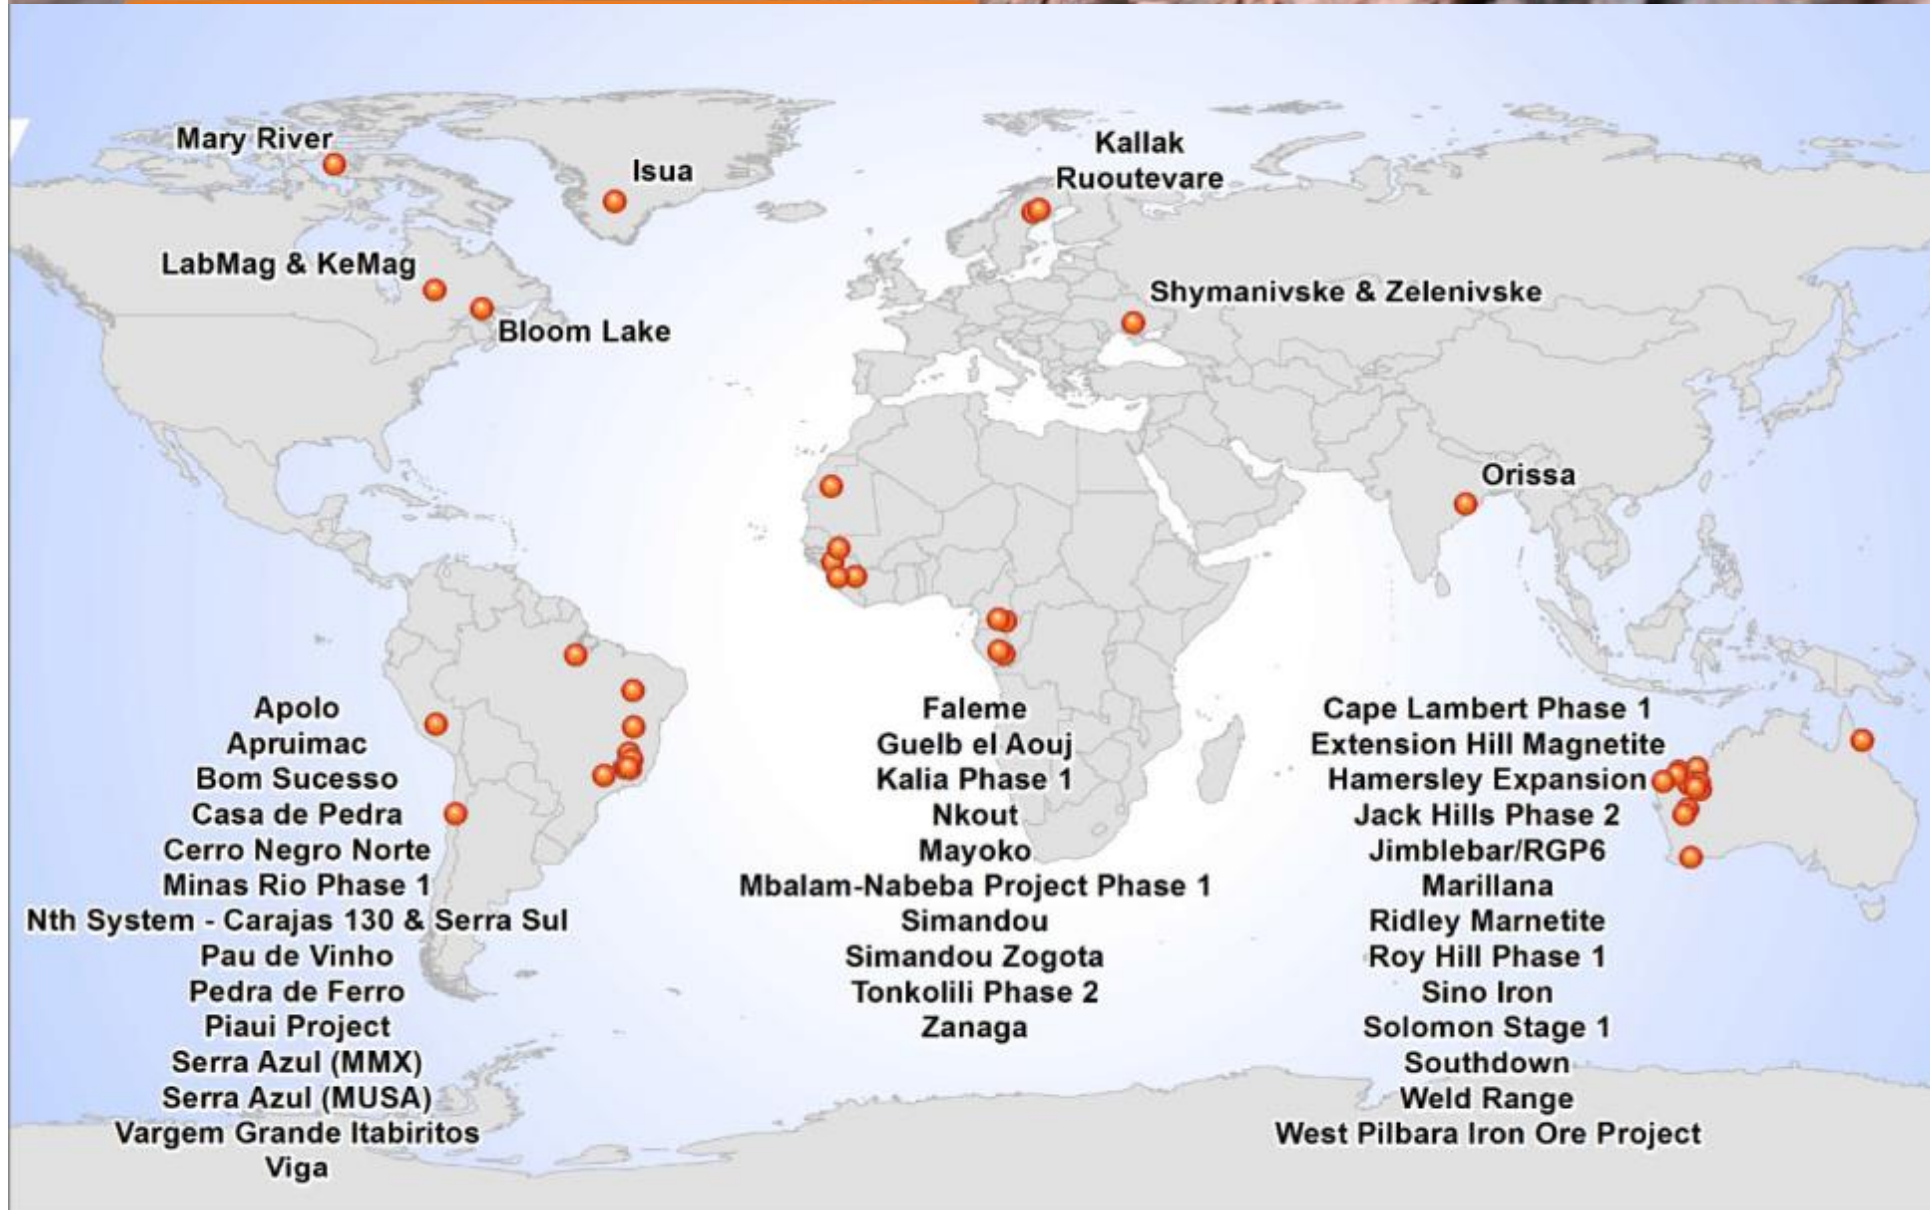 Mary River
Isua
Kallak
Ruoutevare
LabMag & KeMag
Bloom Lake
Shymanivske & Zelenivske
Orissa
Apolo
Apruimac
Bom Sucesso
Casa de Pedra
Cerro Negro Norte
Minas Rio Phase 1
Nth System - Carajas 130 & Serra Sul
Pau de Vinho
Pedra de Ferro
Piaui Project
Serra Azul (MMX)
Serra Azul (MUSA)
Vargem Grande Itabiritos
Viga
Faleme
Guelb el Aouj
Kalia Phase 1
Nkout
Mayoko
Mbalam-Nabeba Project Phase 1
Simandou
Simandou Zogota
Tonkolili Phase 2
Zanaga
Cape Lambert Phase 1
Extension Hill Magnetite
Hamersley Expansion
Jack Hills Phase 2
Jimblebar/RGP6
Marillana
Ridley Marnetite
Roy Hill Phase 1
Sino Iron
Solomon Stage 1
Southdown
Weld Range
West Pilbara Iron Ore Project